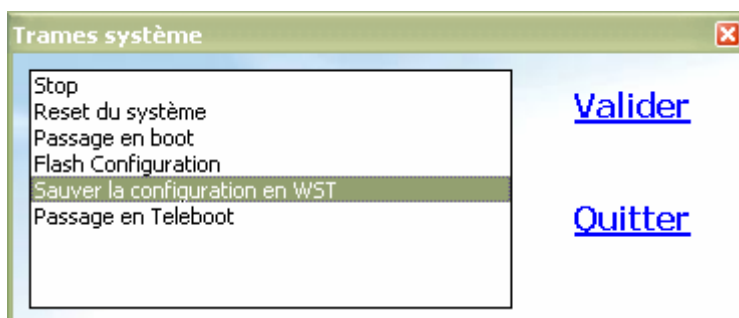 Trames système
Stop
Reset du système
Passage en boot
Flash Configuration
Sauver la configuration en WST
Passage en Teleboot
Valider
Quitter